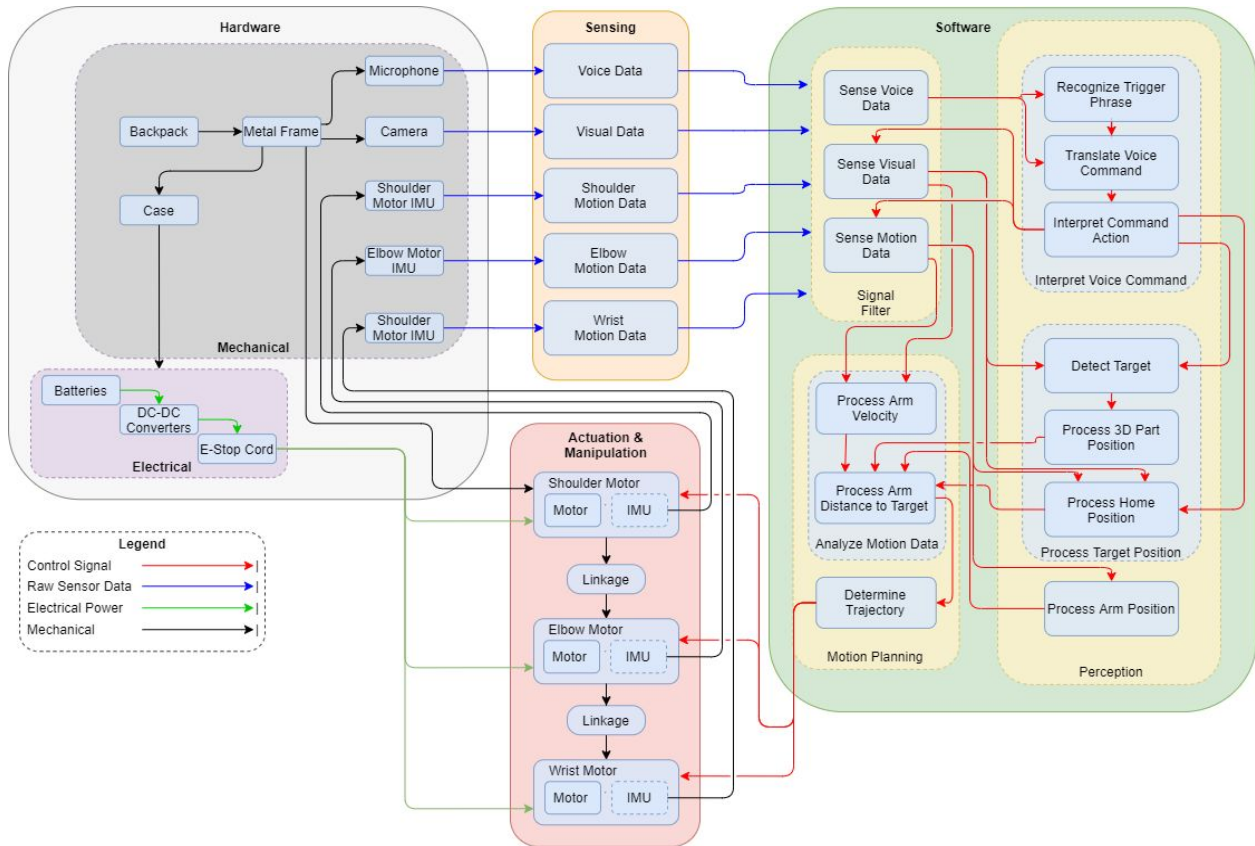 Hardware
Mechanical
Backpack
Metal Frame
Case
Microphone
Camera
Shoulder
Motor IMU
Elbow Motor
IMU
Shoulder
Motor IMU
Batteries
DC-DC
Converters
E-Stop Cord
Electrical
Sensing
Voice Data
Visual Data
Shoulder
Motion Data
Elbow
Motion Data
Wrist
Motion Data
Software
Sense Voice
Data
Sense Visual
Data
Sense Motion
Data
Signal
Filter
Recognize Trigger
Phrase
Translate Voice
Command
Interpret Command
Action
Interpret Voice Command
Detect Target
Process 3D Part
Position
Process Home
Position
Process Target Position
Process Arm Position
Perception
Process Arm
Velocity
Process Arm
Distance to Target
Analyze Motion Data
Determine
Trajectory
Motion Planning
Actuation &
Manipulation
Shoulder Motor
Motor
IMU
Linkage
Elbow Motor
Motor
IMU
Linkage
Wrist Motor
Motor
IMU
Legend
Control Signal
Raw Sensor Data
Electrical Power
Mechanical